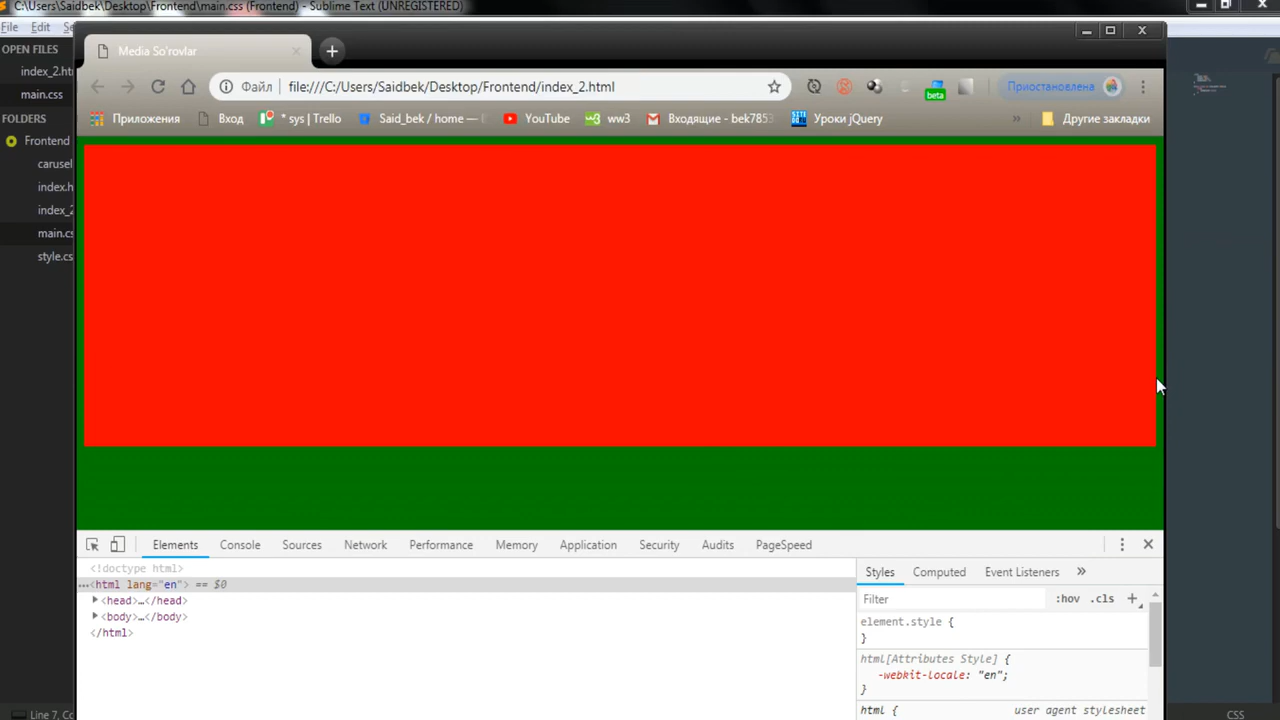 C:\Users\Saidbek\Desktop\Frontend\main.css (Frontend) - Sublime Text (UNREGISTERED)
File Edit
OPEN FILES
index_2.ht
main.css
FOLDERS
Frontend
carusel
index.h
index_2
main.cs
style.cs
Media So'rovlar
Файл file:///C:/Users/Saidbek/Desktop/Frontend/index_2.html
beta
Приостановлена
Приложения Вход * sys | Trello Said_bek / home — YouTube ww3 Входящие - bek7853 Уроки jQuery » Другие закладки
Elements Console Sources Network Performance Memory Application Security Audits PageSpeed
<!doctype html>
…<html lang="en"> == $0
<head>…</head>
<body>…</body>
</html>
Styles Computed Event Listeners »
Filter :hov .cls +
element.style {
}
html[Attributes Style] {
-webkit-locale: "en";
}
html { user agent stylesheet
Line 7, Co
CSS